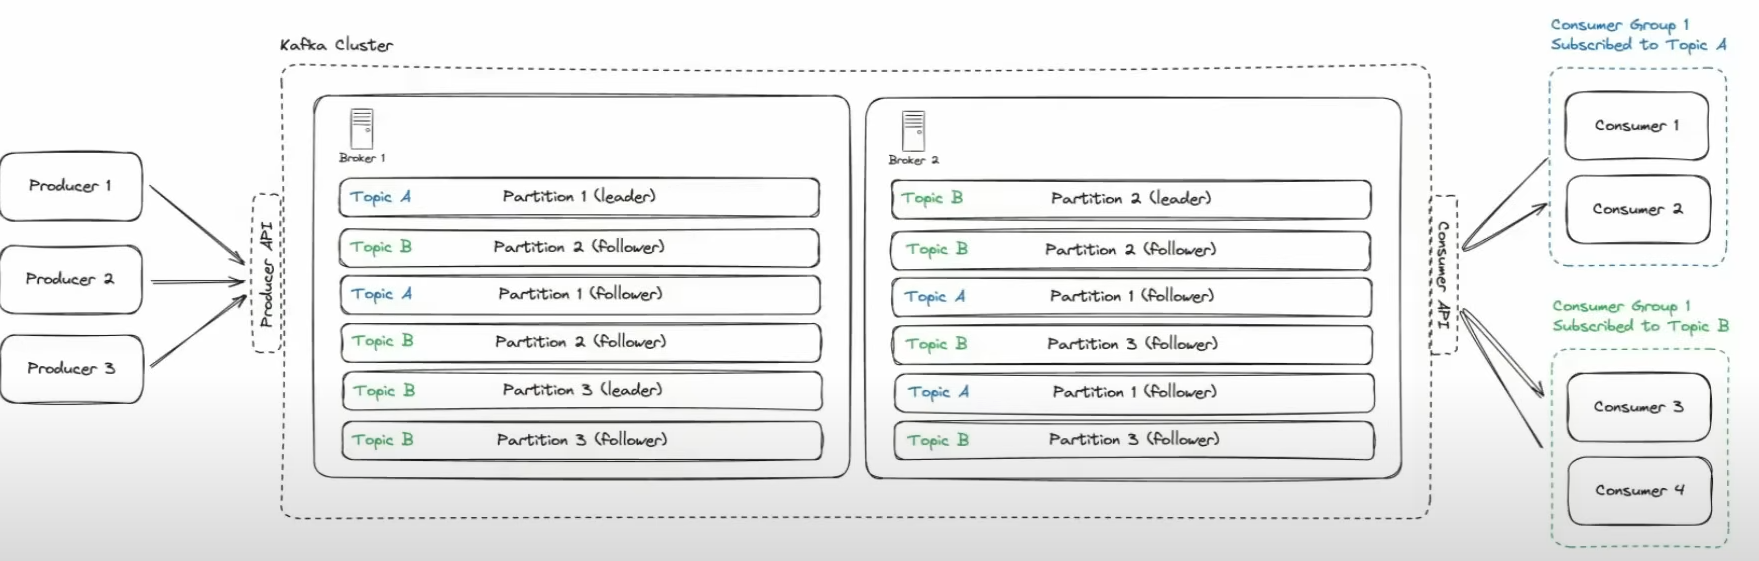 Kafka Cluster
Producer 1
Producer 2
Producer 3
Producer API
Broker 1
Topic A Partition 1 (leader)
Topic B Partition 2 (follower)
Topic A Partition 1 (follower)
Topic B Partition 2 (follower)
Topic B Partition 3 (leader)
Topic B Partition 3 (follower)
Broker 2
Topic B Partition 2 (leader)
Topic B Partition 2 (follower)
Topic A Partition 1 (follower)
Topic B Partition 3 (follower)
Topic A Partition 1 (follower)
Topic B Partition 3 (follower)
Consumer API
Consumer Group 1
Subscribed to Topic A
Consumer 1
Consumer 2
Consumer Group 1
Subscribed to Topic B
Consumer 3
Consumer 4